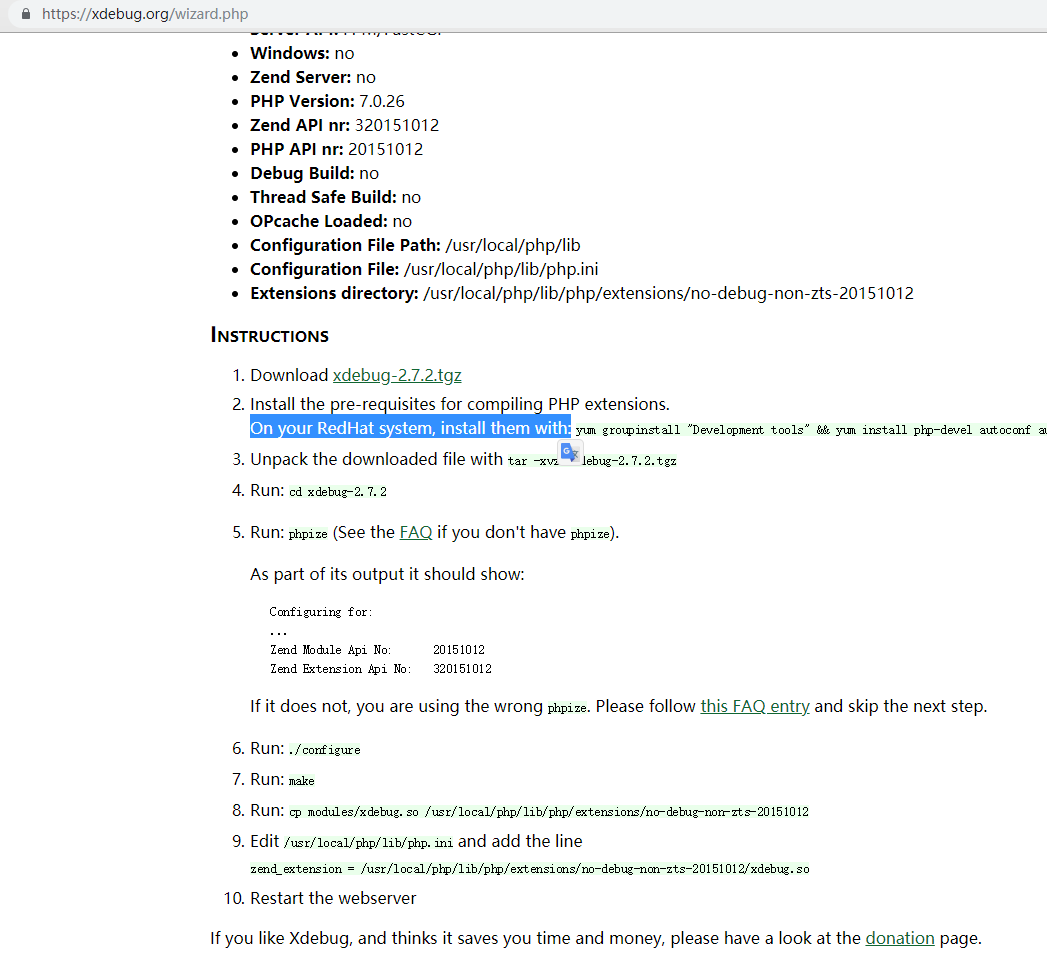 https://xdebug.org/wizard.php
Windows: no
Zend Server: no
PHP Version: 7.0.26
Zend API nr: 320151012
PHP API nr: 20151012
Debug Build: no
Thread Safe Build: no
OPcache Loaded: no
Configuration File Path: /usr/local/php/lib
Configuration File: /usr/local/php/lib/php.ini
Extensions directory: /usr/local/php/lib/php/extensions/no-debug-non-zts-20151012
Instructions
1. Download xdebug-2.7.2.tgz
2. Install the pre-requisites for compiling PHP extensions.
On your RedHat system, install them with: yum groupinstall "Development tools" && yum install php-devel autoconf
3. Unpack the downloaded file with tar ebug-2.7.2.tgz
4. Run: cd xdebug-2.7.2
5. Run: phpize (See the FAQ if you don't have phpize).
As part of its output it should show:
Configuring for:
...
Zend Module Api No: 20151012
Zend Extension Api No: 320151012
If it does not, you are using the wrong phpize. Please follow this FAQ entry and skip the next step.
6. Run: ./configure
7. Run: make
8. Run: cp modules/xdebug.so /usr/local/php/lib/php/extensions/no-debug-non-zts-20151012
9. Edit /usr/local/php/lib/php.ini and add the line
zend_extension = /usr/local/php/lib/php/extensions/no-debug-non-zts-20151012/xdebug.so
10. Restart the webserver
If you like Xdebug, and thinks it saves you time and money, please have a look at the donation page.